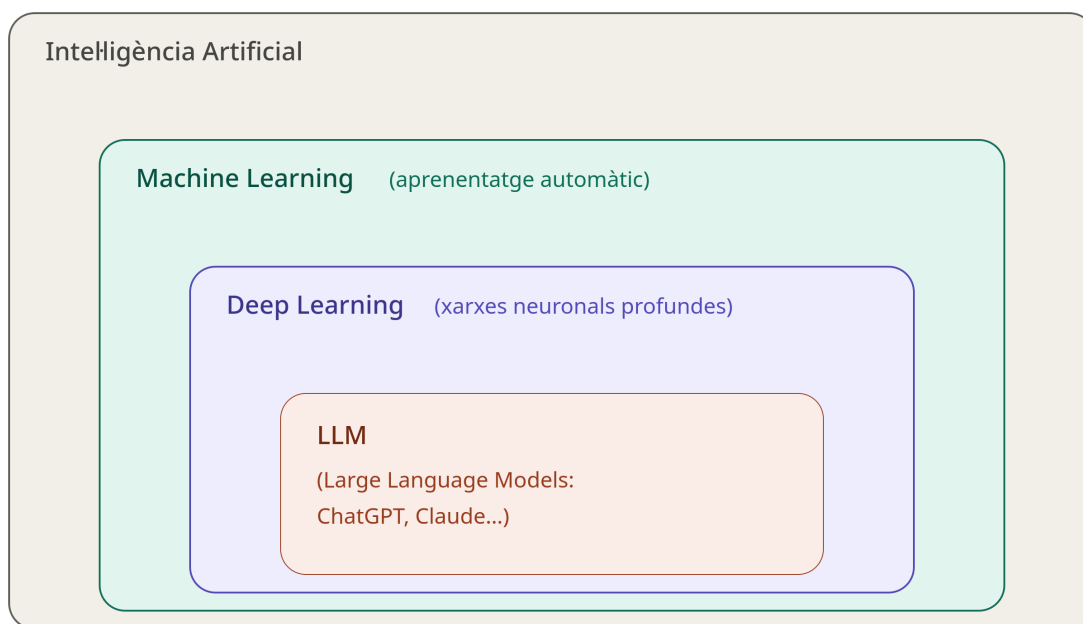 Intel·ligència Artificial
Machine Learning (aprenentatge automàtic)
Deep Learning (xarxes neuronals profundes)
LLM
(Large Language Models:
ChatGPT, Claude...)